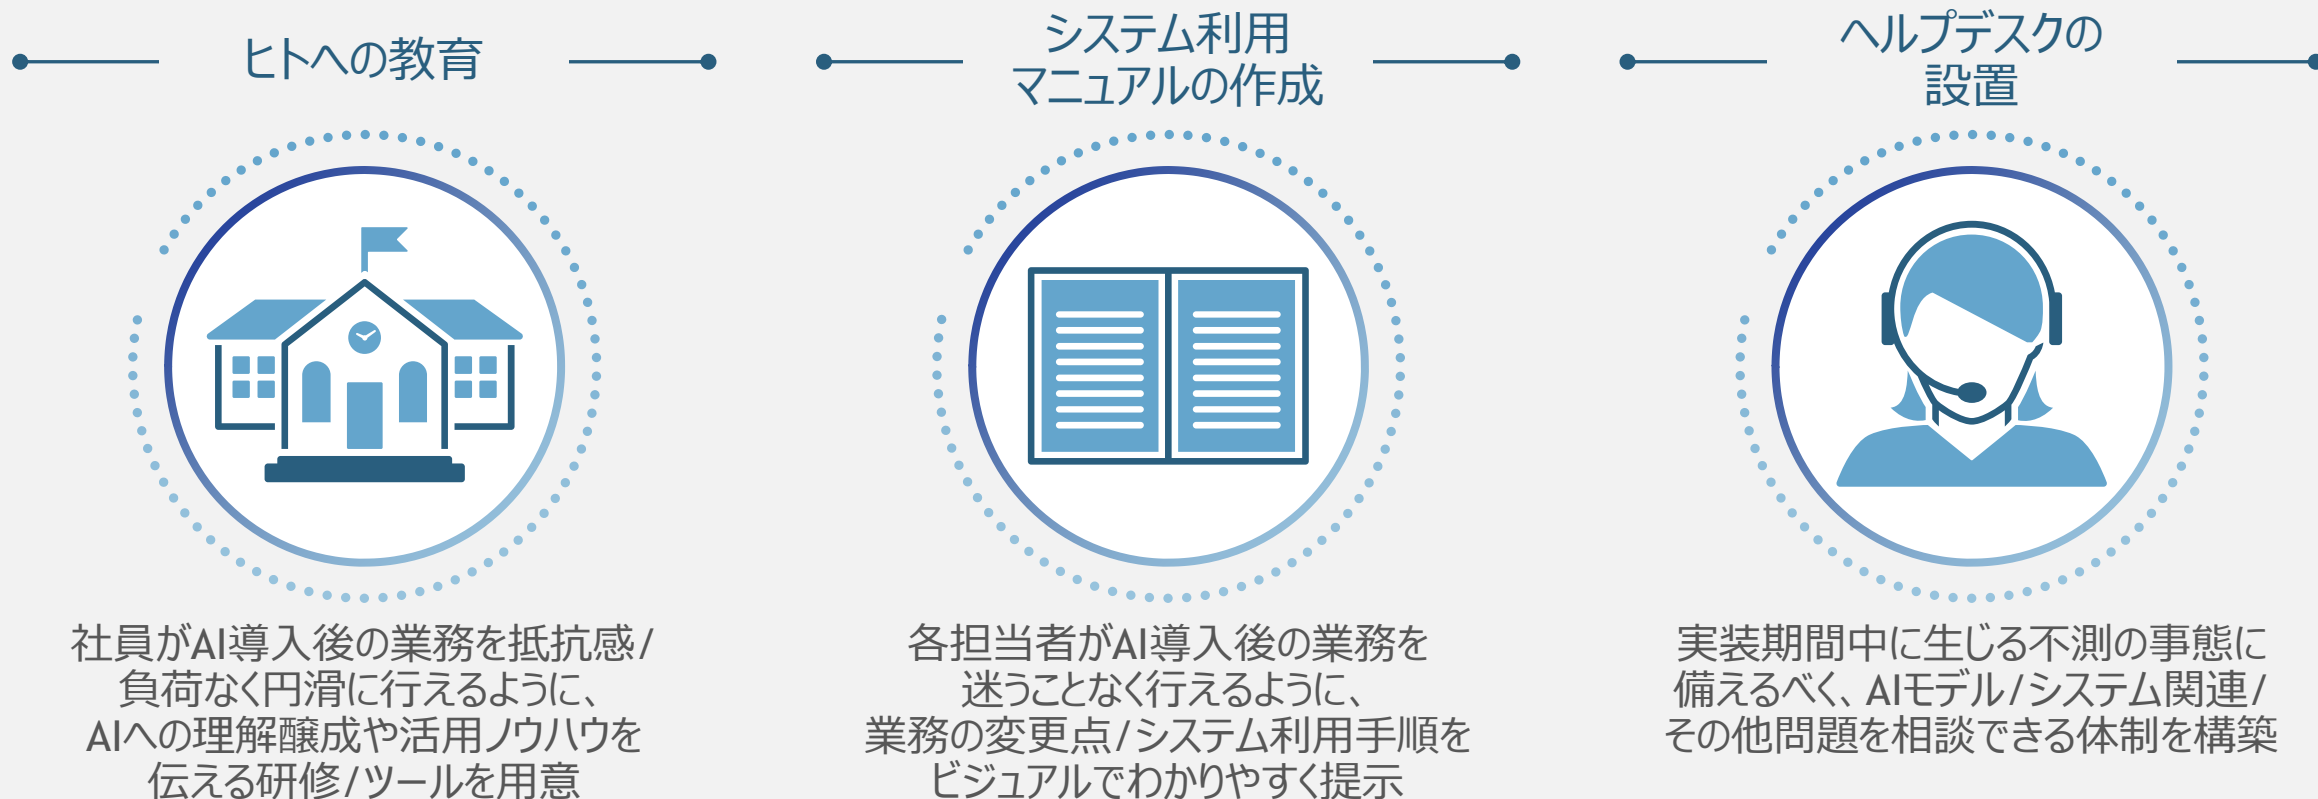 ヒトへの教育
社員がAI導入後の業務を抵抗感/
負荷なく円滑に行えるように、
AIへの理解醸成や活用ノウハウを
伝える研修/ツールを用意
システム利用
マニュアルの作成
各担当者がAI導入後の業務を
迷うことなく行えるように、
業務の変更点/システム利用手順を
ビジュアルでわかりやすく提示
ヘルプデスクの
設置
実装期間中に生じる不測の事態に
備えるべく、AIモデル/システム関連/
その他問題を相談できる体制を構築